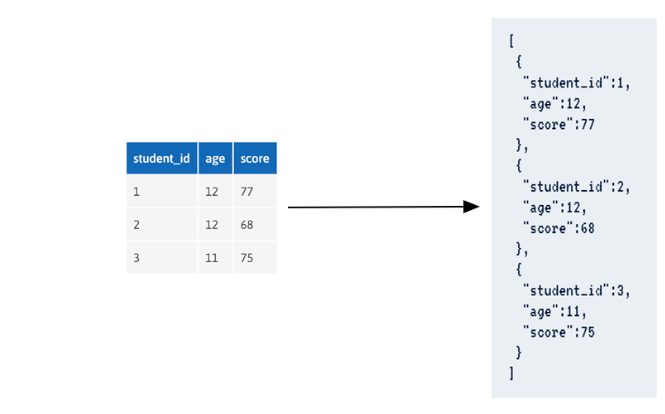 student_id age score
1 12 77
2 12 68
3 11 75
[
{
"student_id":1,
"age":12,
"score":77
},
{
"student_id":2,
"age":12,
"score":68
},
{
"student_id":3,
"age":11,
"score":75
}
]